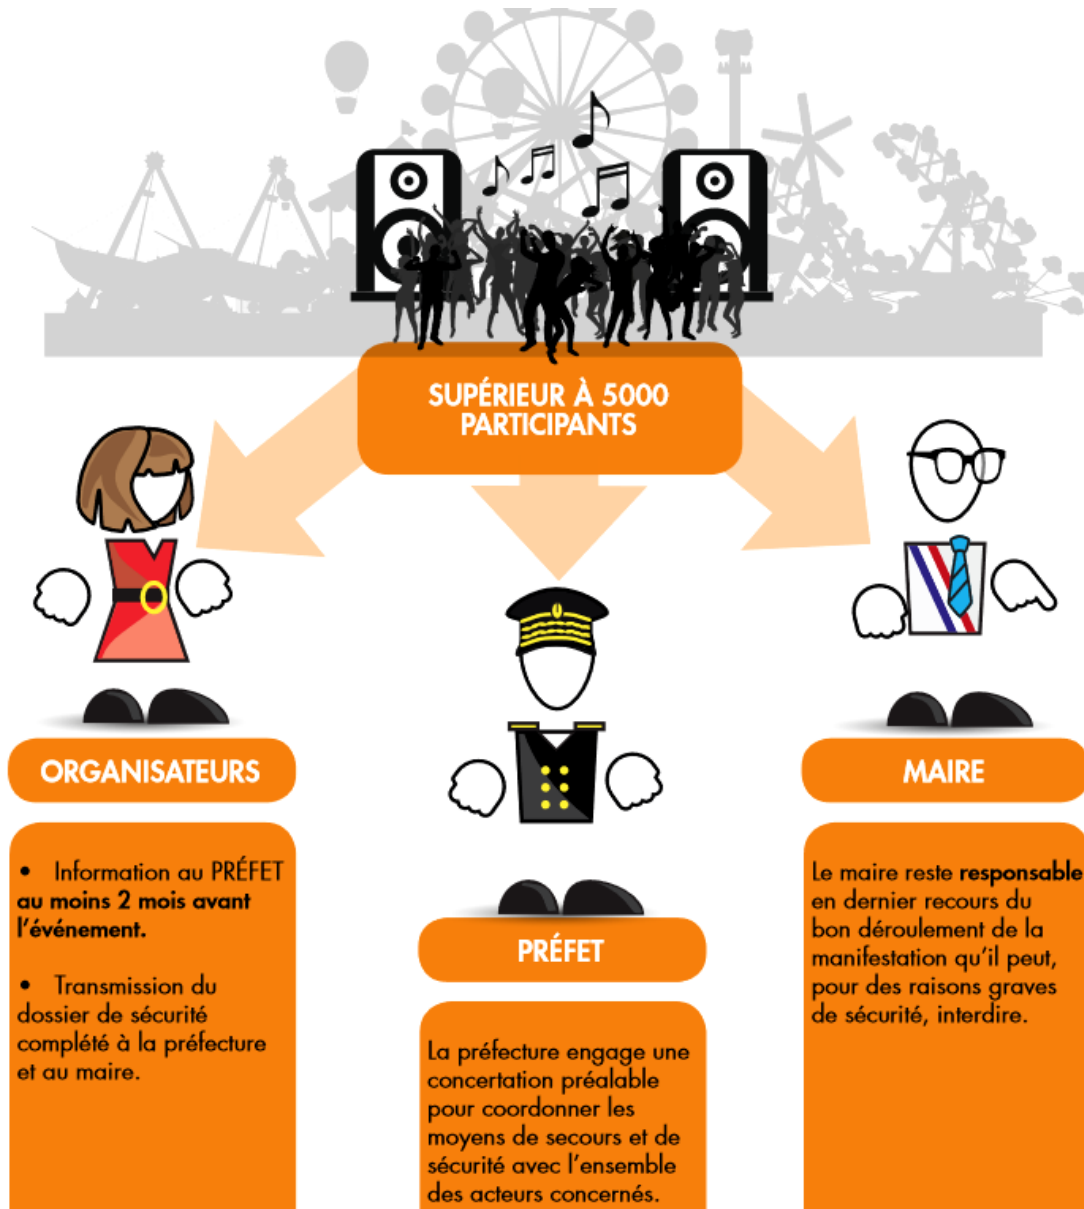 SUPÉRIEUR À 5000
PARTICIPANTS
ORGANISATEURS
• Information au PRÉFET
au moins 2 mois avant
l'événement.
• Transmission du
dossier de sécurité
complété à la préfecture
et au maire.
PRÉFET
La préfecture engage une
concertation préalable
pour coordonner les
moyens de secours et de
sécurité avec l'ensemble
des acteurs concernés.
MAIRE
Le maire reste responsable
en dernier recours du
bon déroulement de la
manifestation qu'il peut,
pour des raisons graves
de sécurité, interdire.